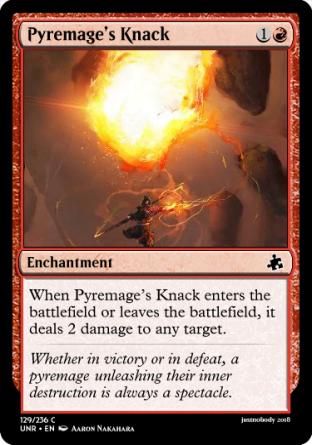 Pyremage's Knack 1
Enchantment
When Pyremage's Knack enters the
battlefield or leaves the battlefield, it
deals 2 damage to any target.
Whether in victory or in defeat, a
pyremage unleashing their inner
destruction is always a spectacle.
129/236 C
justnobody 2018
UNR • EN AARON NAKAHARA